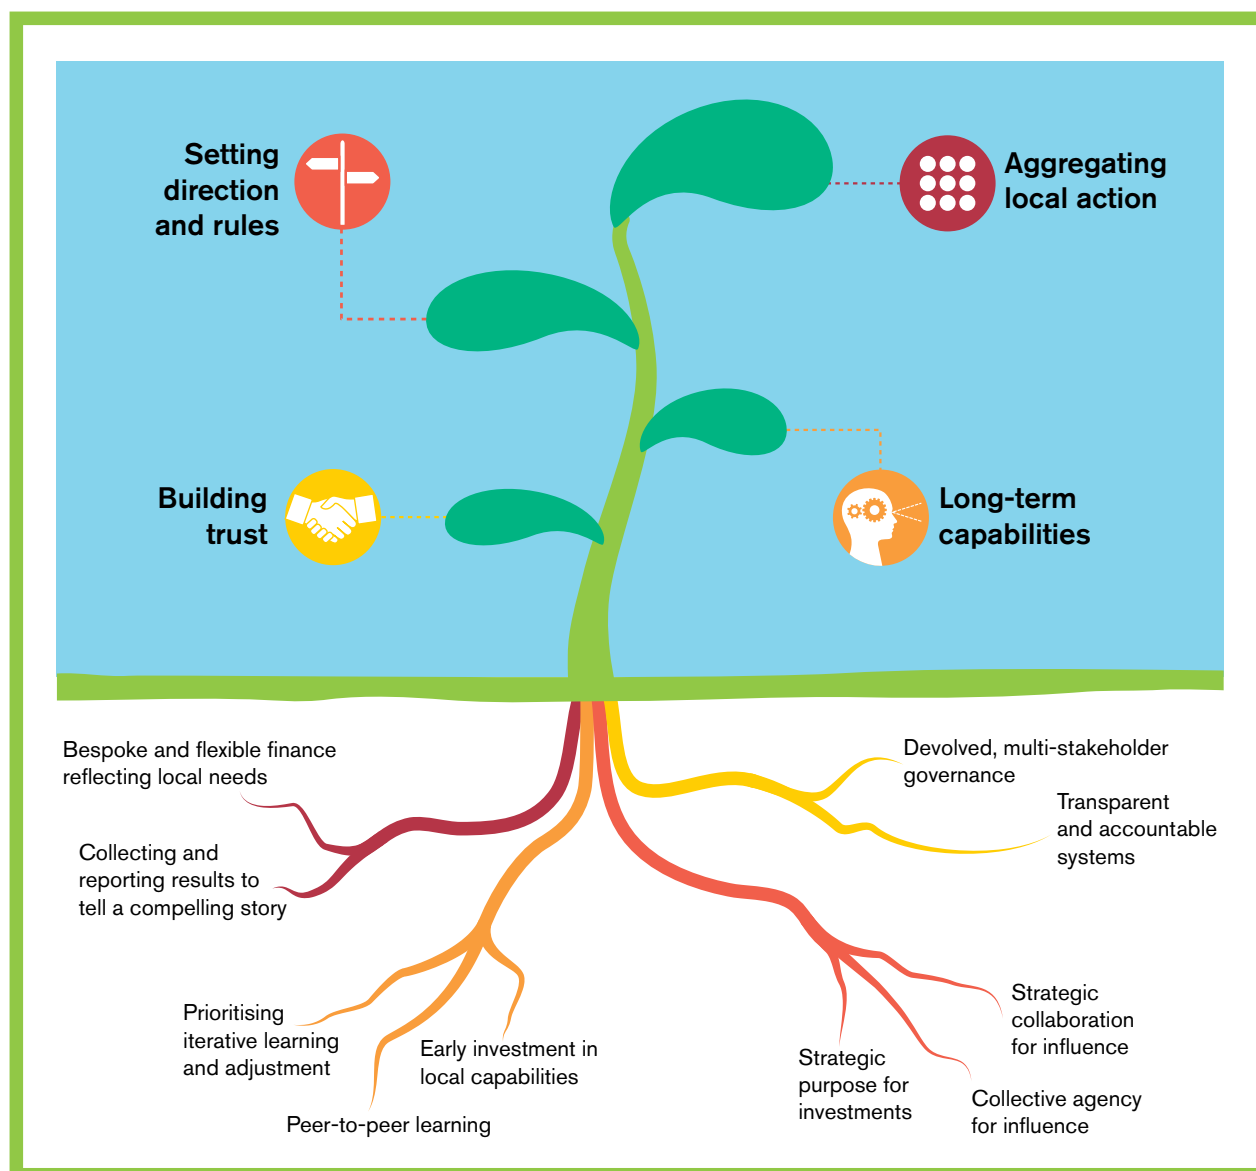 Setting
direction
and rules
Aggregating
local action
Building
trust
Long-term
capabilities
Bespoke and flexible finance
reflecting local needs
Collecting and
reporting results to
tell a compelling story
Prioritising
iterative learning
and adjustment
Peer-to-peer learning
Early investment in
local capabilities
Devolved, multi-stakeholder
governance
Transparent
and accountable
systems
Strategic
purpose for
investments
Strategic
collaboration
for influence
Collective agency
for influence